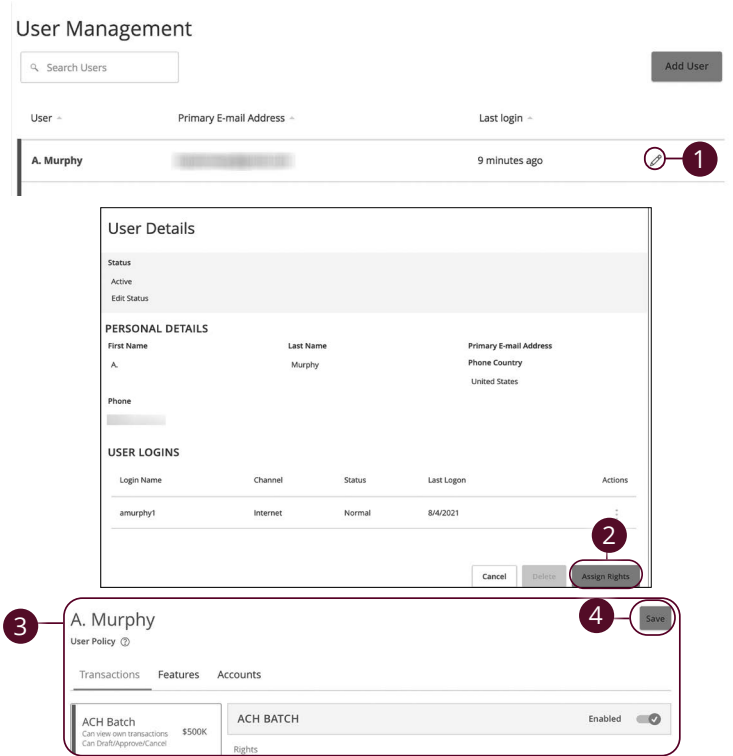 User Management
Search Users
Add User
User Primary E-mail Address Last login
A. Murphy 9 minutes ago 1
User Details
Status
Active
Edit Status
PERSONAL DETAILS
First Name Last Name Primary E-mail Address
A. Murphy Phone Country
United States
Phone
USER LOGINS
Login Name Channel Status Last Logon Actions
amurphy1 Internet Normal 8/4/2021
2
Cancel Delete Assign Rights
3 A. Murphy 4 Save
User Policy ?
Transactions Features Accounts
ACH Batch ACH BATCH Enabled
Can view own transactions $500K
Can Draft/Approve/Cancel
Rights